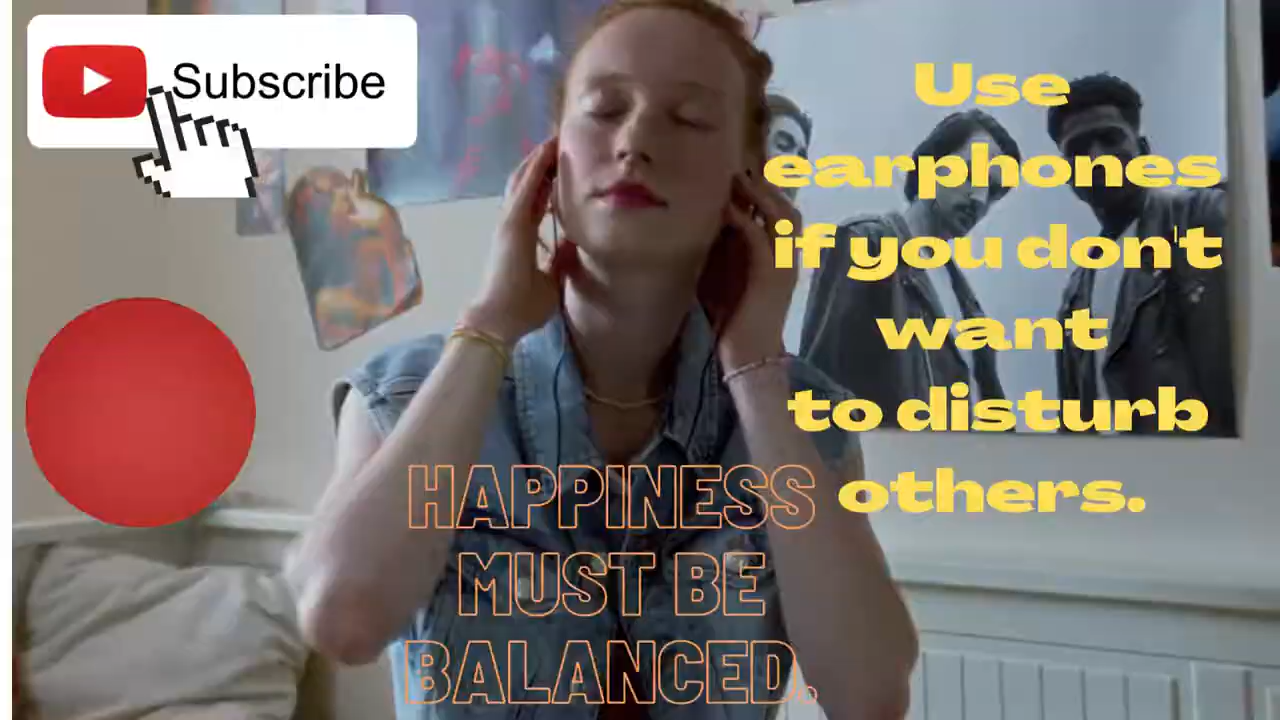 Subscribe
Use
earphones
if you don't
want
to disturb
others.
HAPPINESS
MUST BE
BALANCED.